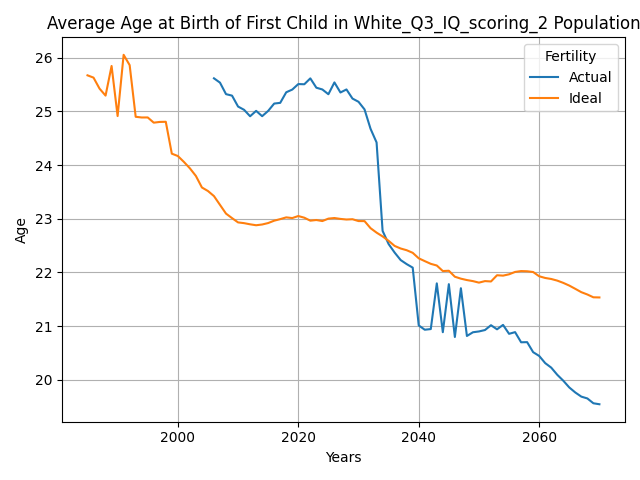 Average Age at Birth of First Child in White_Q3_IQ_scoring_2 Population
Fertility
Actual
Ideal
Age
26
25
24
23
22
21
20
2000 2020 2040 2060
Years